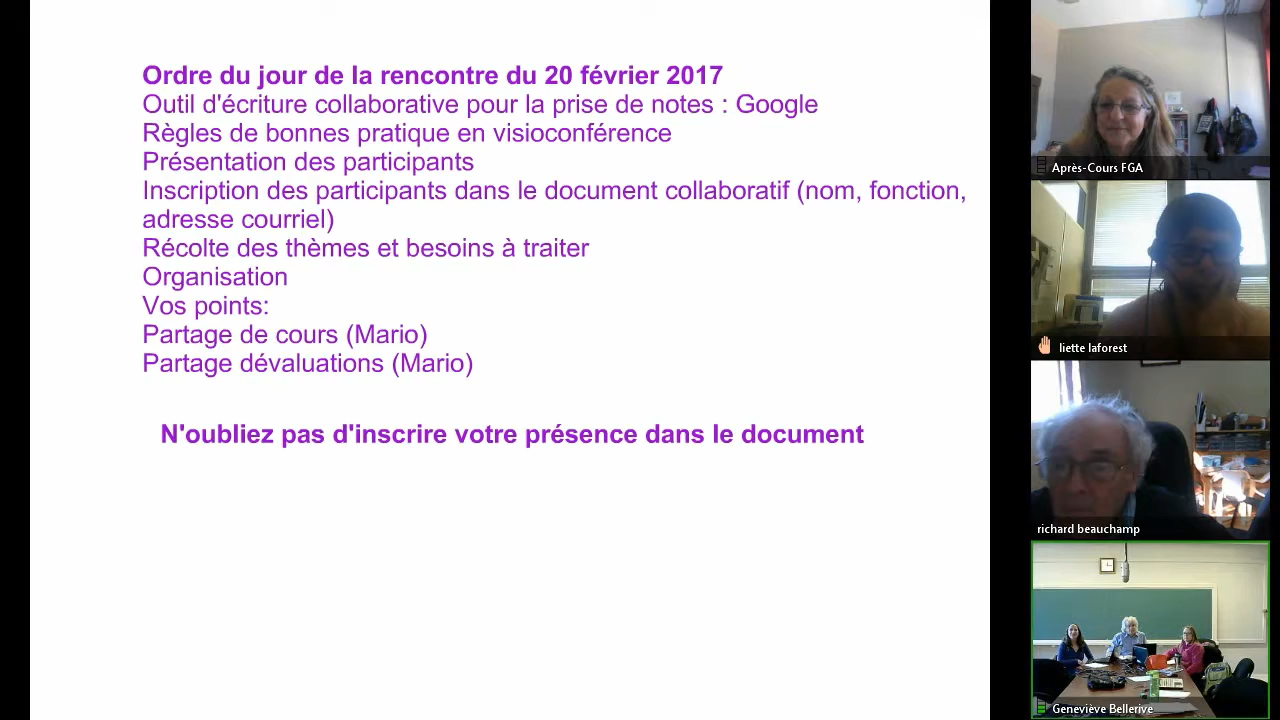 Ordre du jour de la rencontre du 20 février 2017
Outil d'écriture collaborative pour la prise de notes : Google
Règles de bonnes pratique en visioconférence
Présentation des participants
Inscription des participants dans le document collaboratif (nom, fonction,
adresse courriel)
Récolte des thèmes et besoins à traiter
Organisation
Vos points:
Partage de cours (Mario)
Partage dévaluations (Mario)
N'oubliez pas d'inscrire votre présence dans le document
Après-Cours FGA
liette laforest
richard beauchamp
Geneviève Bellerive